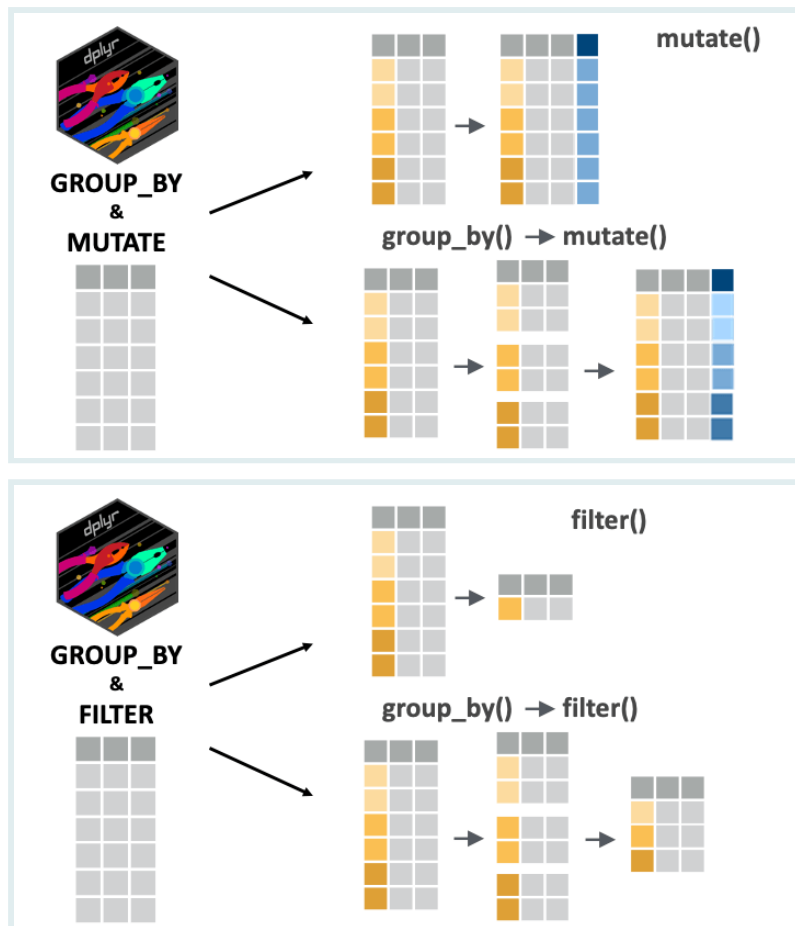 dplyr
GROUP_BY
&
MUTATE
mutate()
group_by() → mutate()
dplyr
GROUP_BY
&
FILTER
filter()
group_by() → filter()